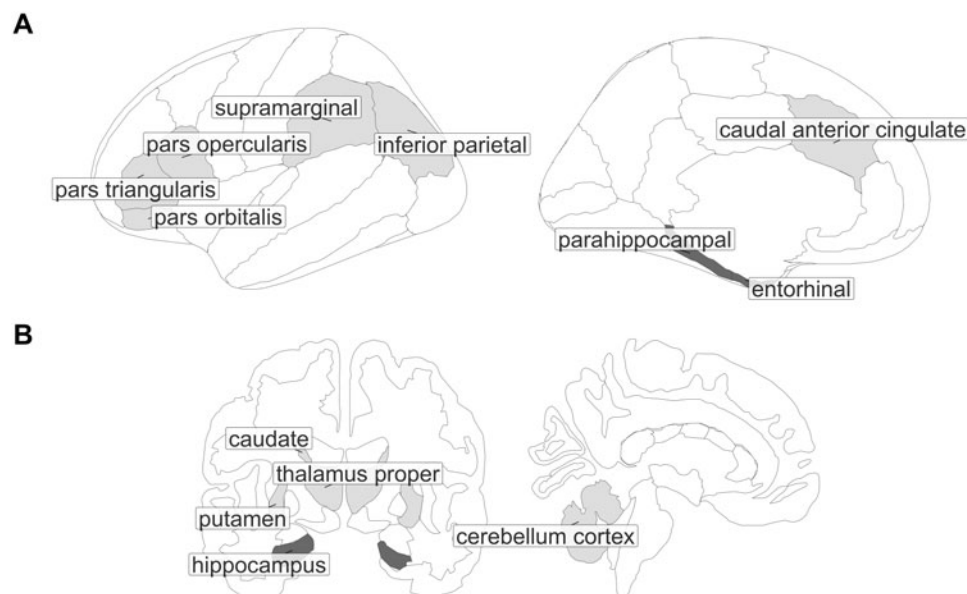 A
supramarginal
pars opercularis
inferior parietal
pars triangularis
pars orbitalis
caudal anterior cingulate
parahippocampal
entorhinal
B
caudate
thalamus proper
putamen
hippocampus
cerebellum cortex